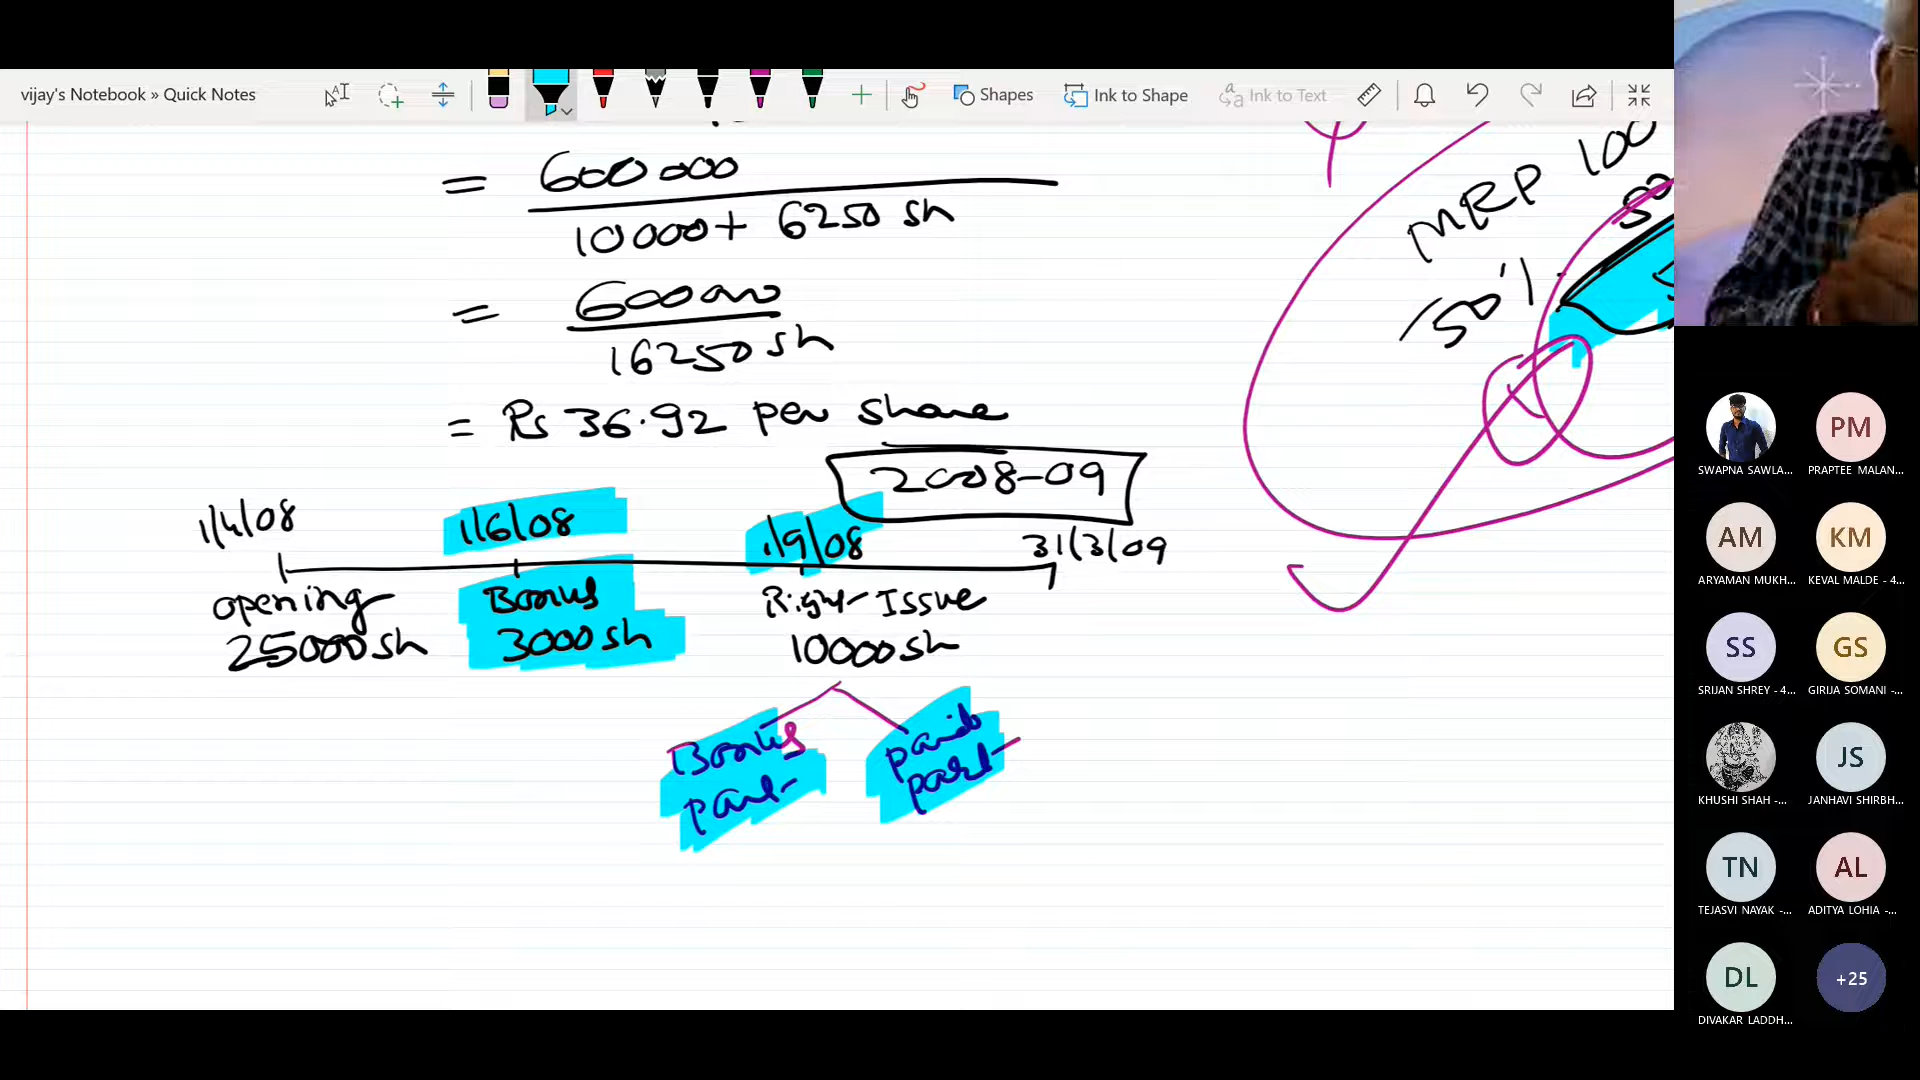 vijay's Notebook » Quick Notes
Shapes
Ink to Shape
Ink to Text
= 600000
10000+ 6250 sh
= 600000
16250 sh
= Rs 36.92 per share
2008-09
1/4/08
1/6/08
1/9/08
31/3/09
opening
25000 sh
Bonus
3000 sh
Right Issue
10000 sh
Bonus
part
paid
part
MRP 100
50%
SWAPNA SAWLA...
PM
PRAPTEE MALAN...
AM
ARYAMAN MUKH...
KM
KEVAL MALDE - 4...
SS
SRIJAN SHREY - 4...
GS
GIRIJA SOMANI -...
KHUSHI SHAH -...
JS
JANHAVI SHIRBH...
TN
TEJASVI NAYAK -...
AL
ADITYA LOHIA -...
DL
DIVAKAR LADDH...
+25